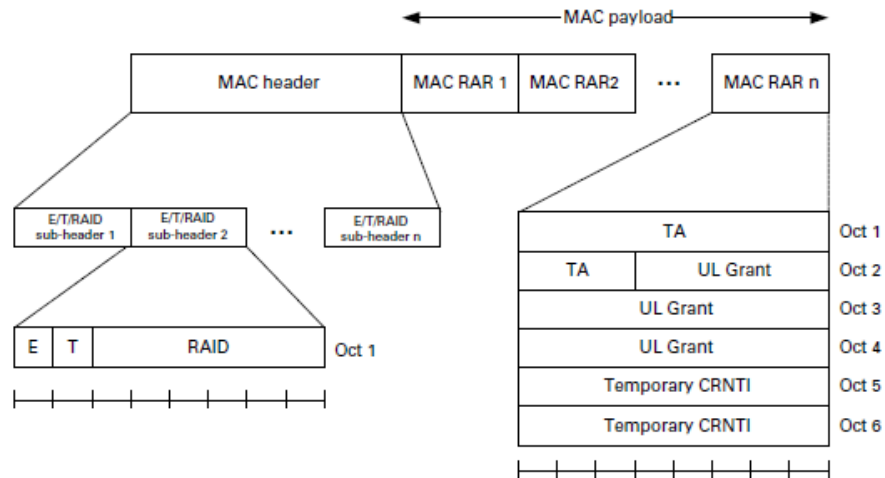 MAC payload
MAC header
MAC RAR 1
MAC RAR2
...
MAC RAR n
E/T/RAID
sub-header 1
E/T/RAID
sub-header 2
...
E/T/RAID
sub-header n
E
T
RAID
Oct 1
TA
Oct 1
TA
UL Grant
Oct 2
UL Grant
Oct 3
UL Grant
Oct 4
Temporary CRNTI
Oct 5
Temporary CRNTI
Oct 6